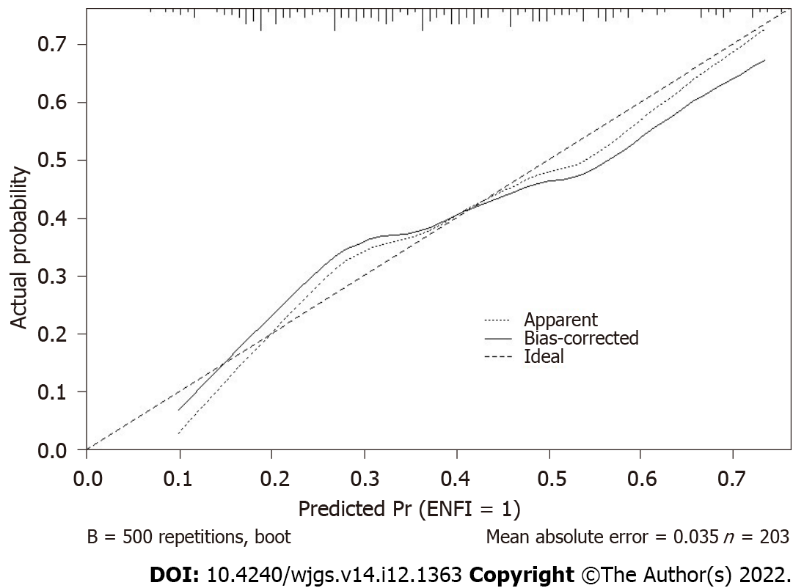 0.7
0.6
0.5
0.4
0.3
0.2
0.1
0.0
Actual probability
Apparent
Bias-corrected
Ideal
0.0 0.1 0.2 0.3 0.4 0.5 0.6 0.7
Predicted Pr (ENFI = 1)
B = 500 repetitions, boot
Mean absolute error = 0.035 n = 203
DOI: 10.4240/wjgs.v14.i12.1363 Copyright ©The Author(s) 2022.